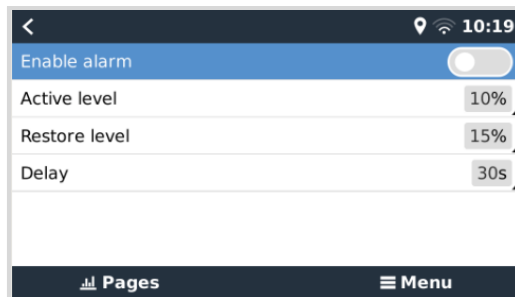 10:19
Enable alarm
Active level 10%
Restore level 15%
Delay 30s
Pages Menu